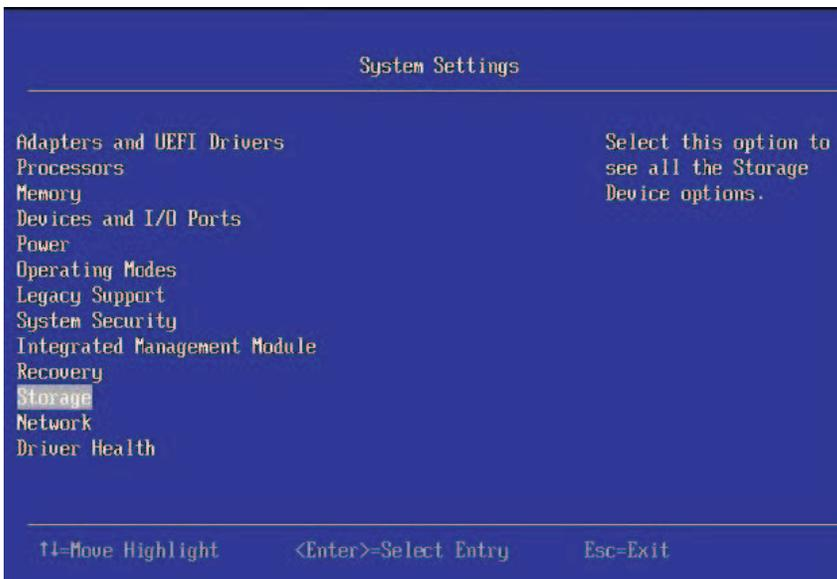 System Settings
Adapters and UEFI Drivers
Processors
Memory
Devices and I/O Ports
Power
Operating Modes
Legacy Support
System Security
Integrated Management Module
Recovery
Storage
Network
Driver Health
Select this option to
see all the Storage
Device options.
↑↓=Move Highlight <Enter>=Select Entry Esc=Exit